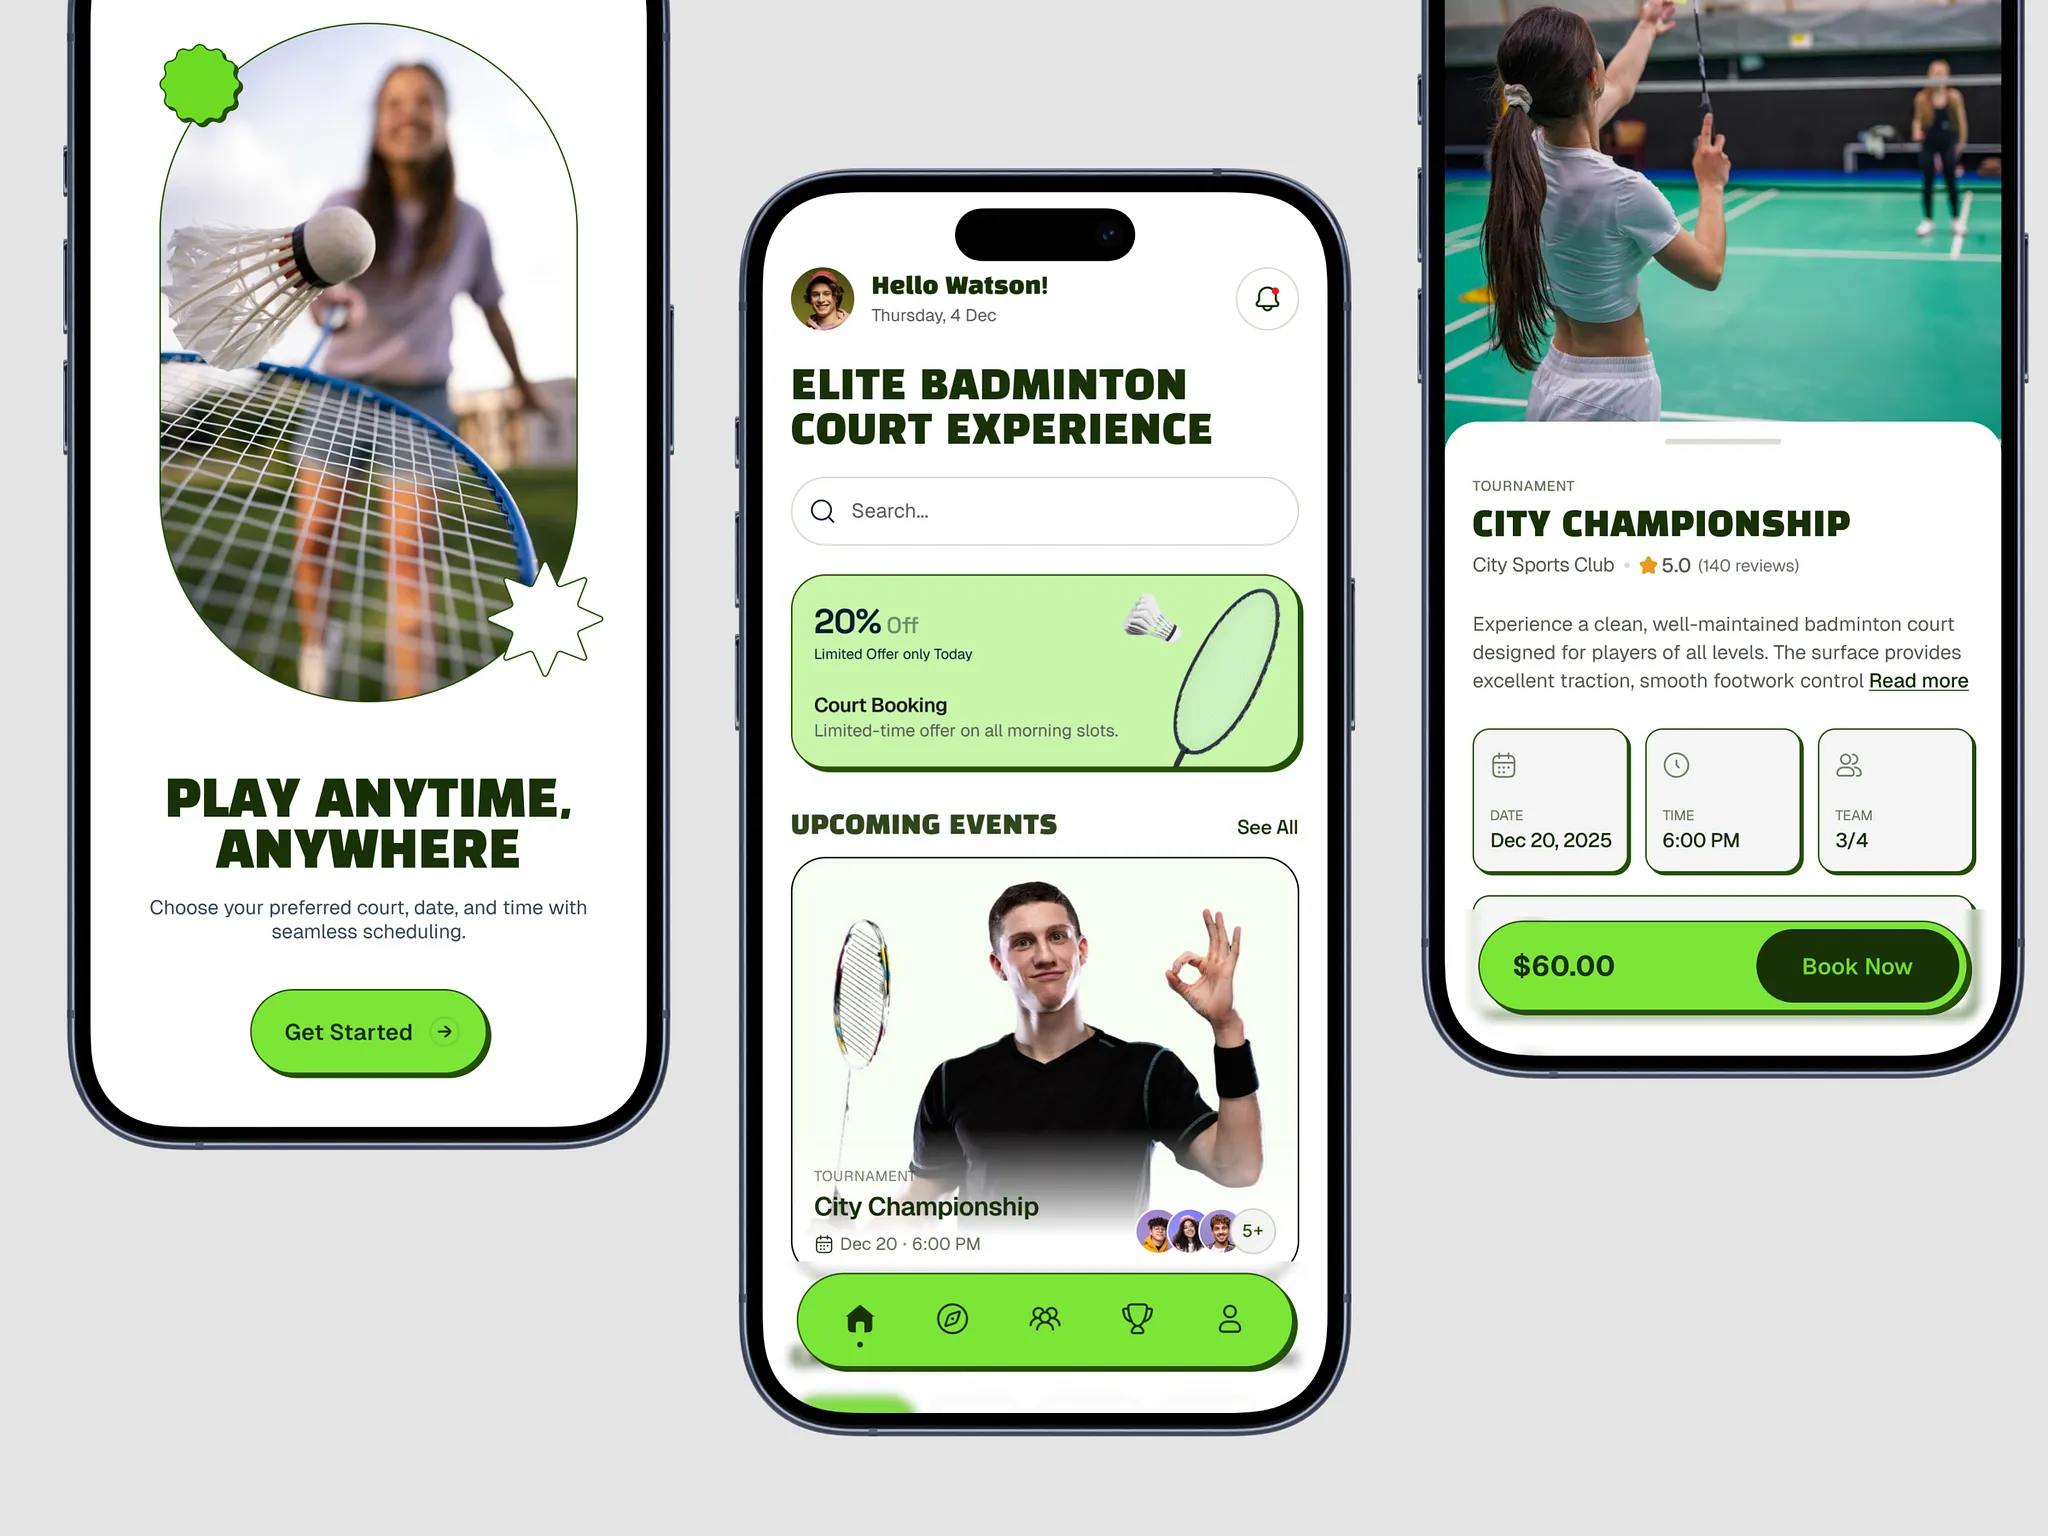 PLAY ANYTIME,
ANYWHERE
Choose your preferred court, date, and time with
seamless scheduling.
Get Started
Hello Watson!
Thursday, 4 Dec
ELITE BADMINTON
COURT EXPERIENCE
Search...
20% Off
Limited Offer only Today
Court Booking
Limited-time offer on all morning slots.
UPCOMING EVENTS
See All
TOURNAMENT
City Championship
Dec 20 · 6:00 PM
5+
TOURNAMENT
CITY CHAMPIONSHIP
City Sports Club • 5.0 (140 reviews)
Experience a clean, well-maintained badminton court
designed for players of all levels. The surface provides
excellent traction, smooth footwork control Read more
DATE
Dec 20, 2025
TIME
6:00 PM
TEAM
3/4
$60.00
Book Now